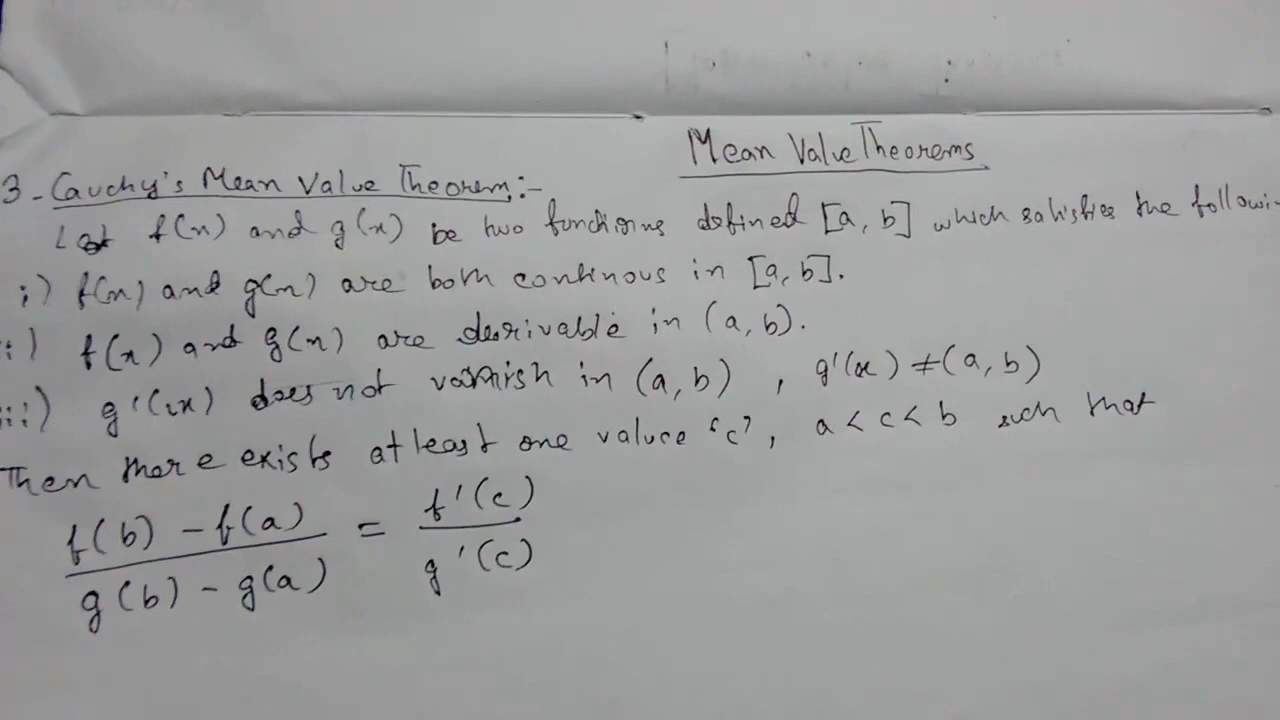 Mean Value Theorems
3 - Cauchy's Mean Value Theorem:-
Let f(x) and g(x) be two functions defined [a, b] which satisfies the followi-
i) f(x) and g(x) are both continous in [a, b].
ii) f(x) and g(x) are derivable in (a, b).
iii) g'(x) does not vanish in (a, b) , g'(x) ≠ (a, b)
Then there exists atleast one value 'c', a < c < b such that
f(b) - f(a) / g(b) - g(a) = f'(c) / g'(c)